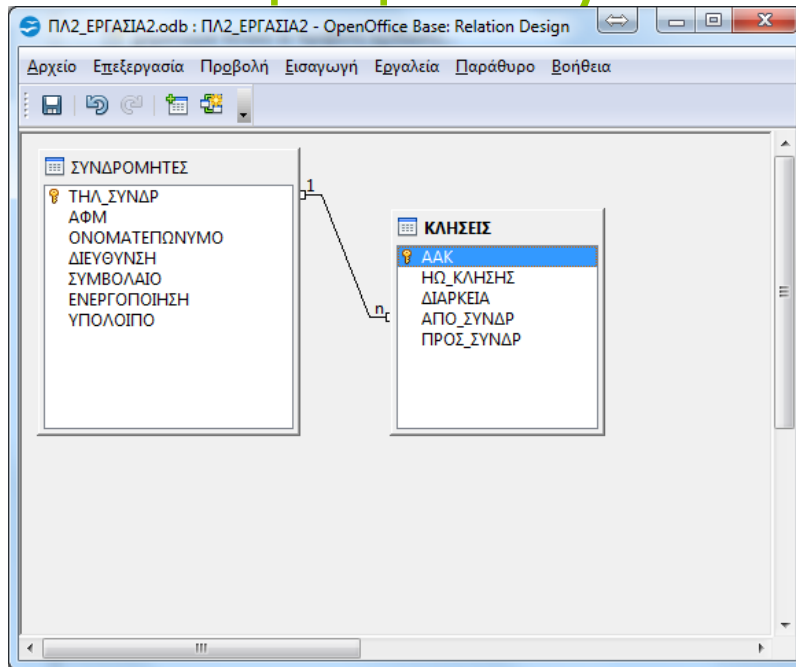 ΠΛ2_ΕΡΓΑΣΙΑ2.odb : ΠΛ2_ΕΡΓΑΣΙΑ2 - OpenOffice Base: Relation Design
Αρχείο Επεξεργασία Προβολή Εισαγωγή Εργαλεία Παράθυρο Βοήθεια
ΣΥΝΔΡΟΜΗΤΕΣ
ΤΗΛ_ΣΥΝΔΡ
ΑΦΜ
ΟΝΟΜΑΤΕΠΩΝΥΜΟ
ΔΙΕΥΘΥΝΣΗ
ΣΥΜΒΟΛΑΙΟ
ΕΝΕΡΓΟΠΟΙΗΣΗ
ΥΠΟΛΟΙΠΟ
1
n
ΚΛΗΣΕΙΣ
ΑΑΚ
ΗΩ_ΚΛΗΣΗΣ
ΔΙΑΡΚΕΙΑ
ΑΠΟ_ΣΥΝΔΡ
ΠΡΟΣ_ΣΥΝΔΡ